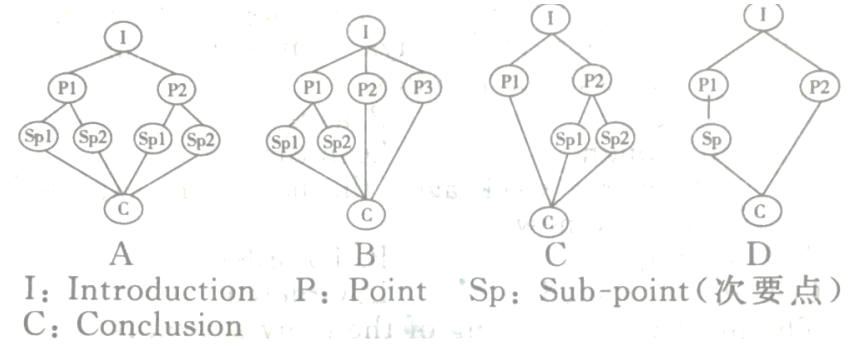 I I I I
P1 P2 P1 P2 P3 P1 P2 P1 P2
Sp1 Sp2 Sp1 Sp2 Sp1 Sp2 Sp1 Sp2 Sp
C C C C
A B C D
I: Introduction P: Point Sp: Sub-point(次要点)
C: Conclusion